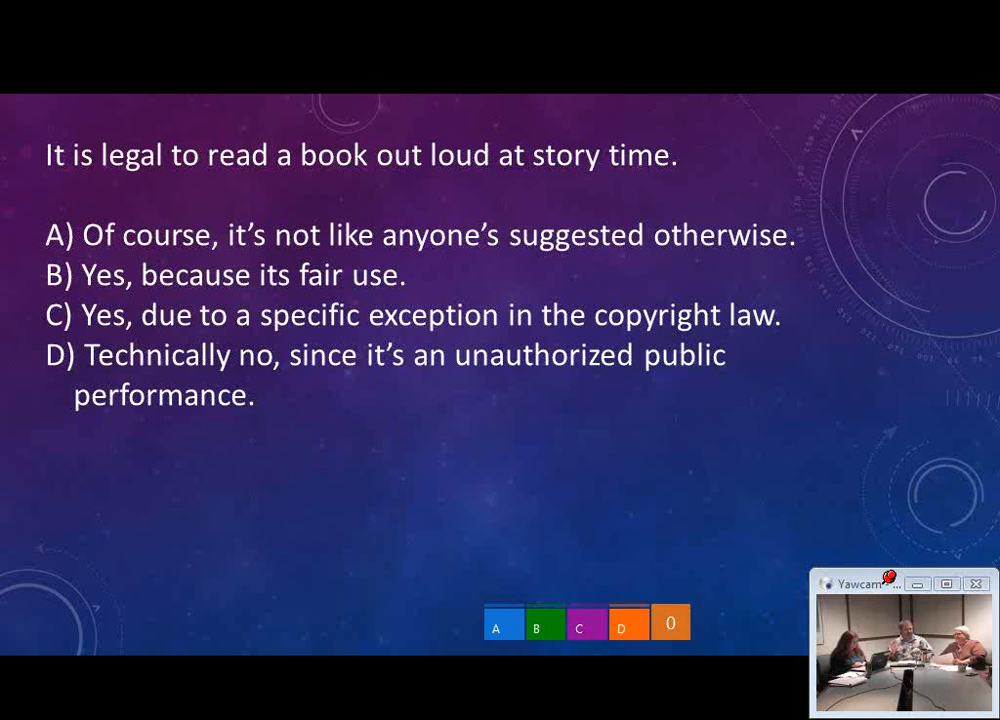 It is legal to read a book out loud at story time.
A) Of course, it's not like anyone's suggested otherwise.
B) Yes, because its fair use.
C) Yes, due to a specific exception in the copyright law.
D) Technically no, since it's an unauthorized public
performance.
Yawcam - ...
A B C D 0